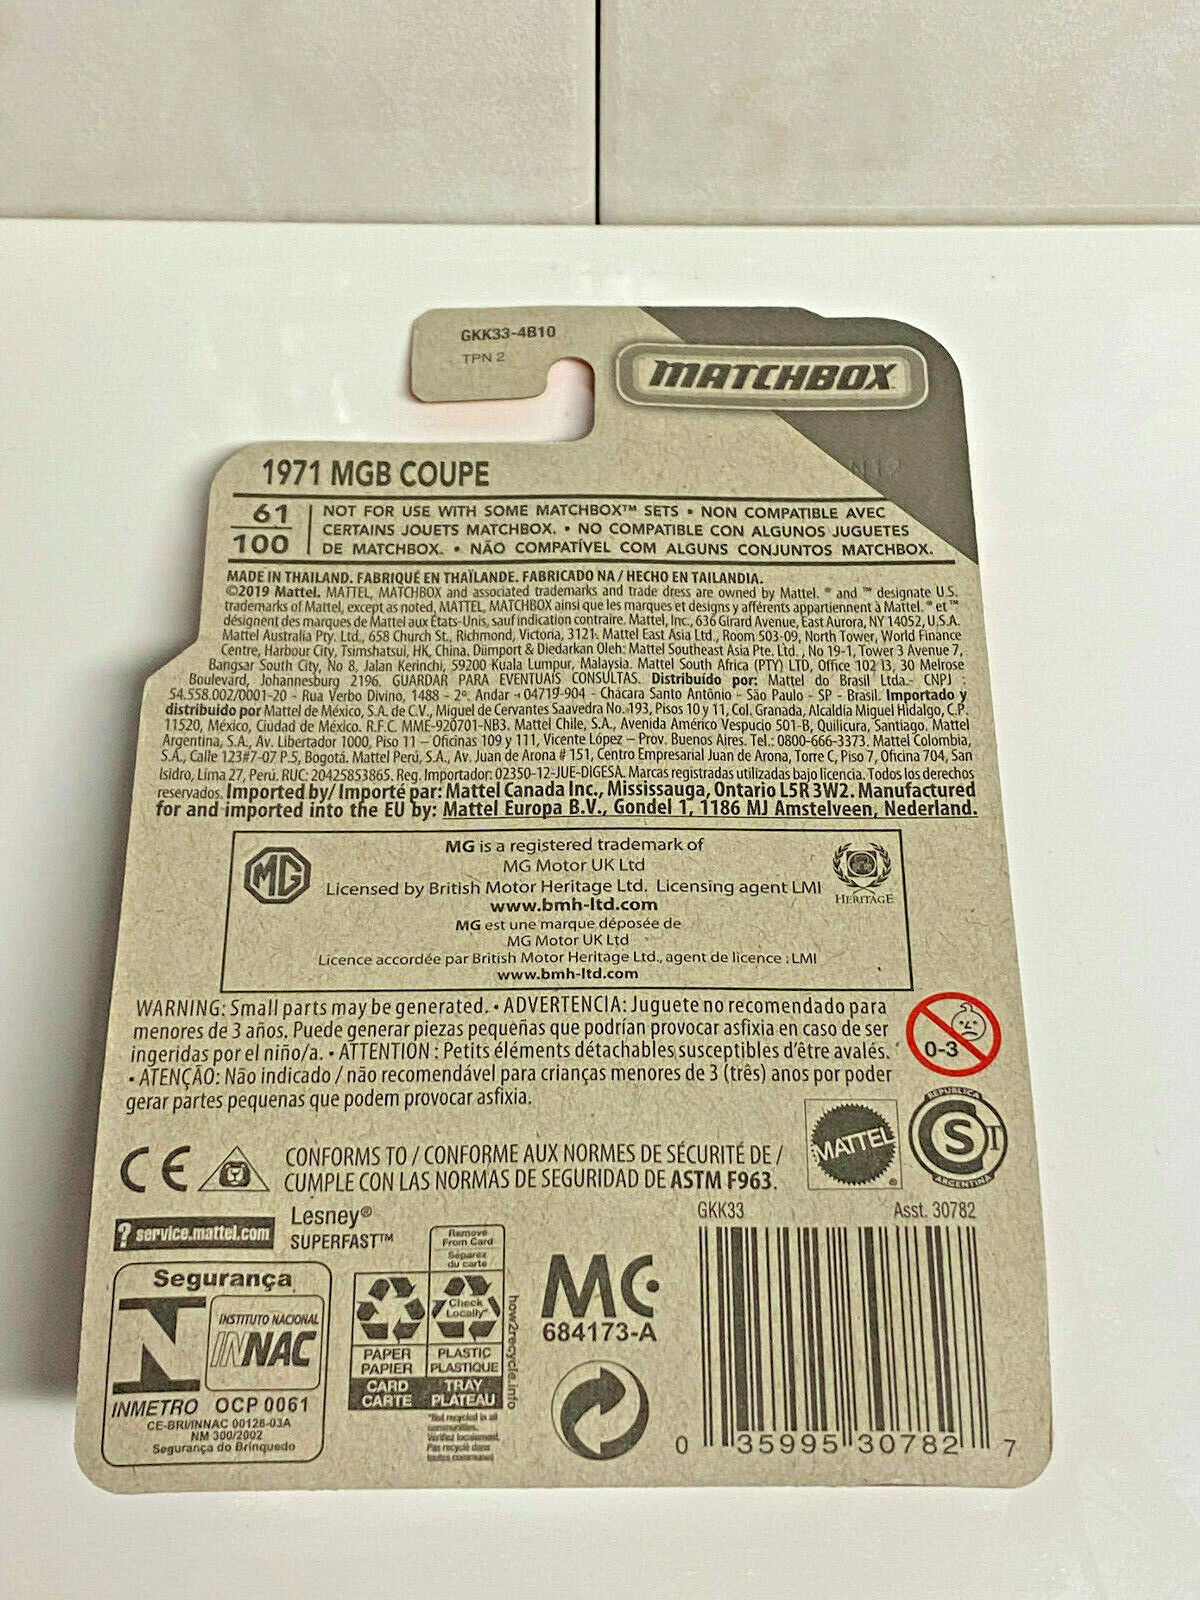 GKK33-4B10
TPN 2
MATCHBOX
1971 MGB COUPE
61
100
NOT FOR USE WITH SOME MATCHBOX™ SETS • NON COMPATIBLE AVEC
CERTAINS JOUETS MATCHBOX. • NO COMPATIBLE CON ALGUNOS JUGUETES
DE MATCHBOX. • NÃO COMPATÍVEL COM ALGUNS CONJUNTOS MATCHBOX.
MADE IN THAILAND. FABRIQUÉ EN THAÏLANDE. FABRICADO NA / HECHO EN TAILANDIA.
©2019 Mattel. MATTEL, MATCHBOX and associated trademarks and trade dress are owned by Mattel. ® and ™ designate U.S.
trademarks of Mattel, except as noted. MATTEL, MATCHBOX ainsi que les marques et designs y afférents appartiennent à Mattel. ® et ™
désignent des marques de Mattel aux États-Unis, sauf indication contraire. Mattel, Inc., 636 Girard Avenue, East Aurora, NY 14052, U.S.A.
Mattel Australia Pty. Ltd., 658 Church St., Richmond, Victoria, 3121. Mattel East Asia Ltd., Room 503-09, North Tower, World Finance
Centre, Harbour City, Tsimshatsui, HK, China. Diimport & Diedarkan Oleh: Mattel Southeast Asia Pte. Ltd., No 19-1, Tower 3 Avenue 7,
Bangsar South City, No 8, Jalan Kerinchi, 59200 Kuala Lumpur, Malaysia. Mattel South Africa (PTY) LTD, Office 102 I3, 30 Melrose
Boulevard, Johannesburg 2196. GUARDAR PARA EVENTUAIS CONSULTAS. Distribuído por: Mattel do Brasil Ltda.- CNPJ :
54.558.002/0001-20 - Rua Verbo Divino, 1488 - 2º. Andar - 04719-904 - Chácara Santo Antônio - São Paulo - SP - Brasil. Importado y
distribuido por Mattel de México, S.A. de C.V., Miguel de Cervantes Saavedra No. 193, Pisos 10 y 11, Col. Granada, Alcaldía Miguel Hidalgo, C.P.
11520, México, Ciudad de México. R.F.C. MME-920701-NB3. Mattel Chile, S.A., Avenida Américo Vespucio 501-B, Quilicura, Santiago. Mattel
Argentina, S.A., Av. Libertador 1000, Piso 11 – Oficinas 109 y 111, Vicente López – Prov. Buenos Aires. Tel.: 0800-666-3373. Mattel Colombia,
S.A., Calle 123#7-07 P.5, Bogotá. Mattel Perú, S.A., Av. Juan de Arona # 151, Centro Empresarial Juan de Arona, Torre C, Piso 7, Oficina 704, San
Isidro, Lima 27, Perú. RUC: 20425853865. Reg. Importador: 02350-12-JUE-DIGESA. Marcas registradas utilizadas bajo licencia. Todos los derechos
reservados. Imported by/ Importé par: Mattel Canada Inc., Mississauga, Ontario L5R 3W2. Manufactured
for and imported into the EU by: Mattel Europa B.V., Gondel 1, 1186 MJ Amstelveen, Nederland.
MG
MG is a registered trademark of
MG Motor UK Ltd
Licensed by British Motor Heritage Ltd. Licensing agent LMI
www.bmh-ltd.com
MG est une marque déposée de
MG Motor UK Ltd
Licence accordée par British Motor Heritage Ltd., agent de licence : LMI
www.bmh-ltd.com
HERITAGE
WARNING: Small parts may be generated. • ADVERTENCIA: Juguete no recomendado para
menores de 3 años. Puede generar piezas pequeñas que podrían provocar asfixia en caso de ser
ingeridas por el niño/a. • ATTENTION : Petits éléments détachables susceptibles d'être avalés.
• ATENÇÃO: Não indicado / não recomendável para crianças menores de 3 (três) anos por poder
gerar partes pequenas que podem provocar asfixia.
0-3
MATTEL
®
REPUBLICA
S
I
ARGENTINA
CE
CONFORMS TO / CONFORME AUX NORMES DE SÉCURITÉ DE /
CUMPLE CON LAS NORMAS DE SEGURIDAD DE ASTM F963.
? service.mattel.com
Lesney®
SUPERFAST™
Segurança
INSTITUTO NACIONAL
INNAC
INMETRO OCP 0061
CE-BRI/INNAC 00128-03A
NM 300/2002
Segurança do Brinquedo
Remove
From Card
Séparez
du carte
Check
Locally*
PAPER
PAPIER
PLASTIC
PLASTIQUE
CARD
CARTE
TRAY
PLATEAU
*Not recycled in all
communities.
Vérifiez localement.
Pas recyclé dans
toutes communes
how2recycle.info
MC
684173-A
GKK33
Asst. 30782
0 35995 30782 7